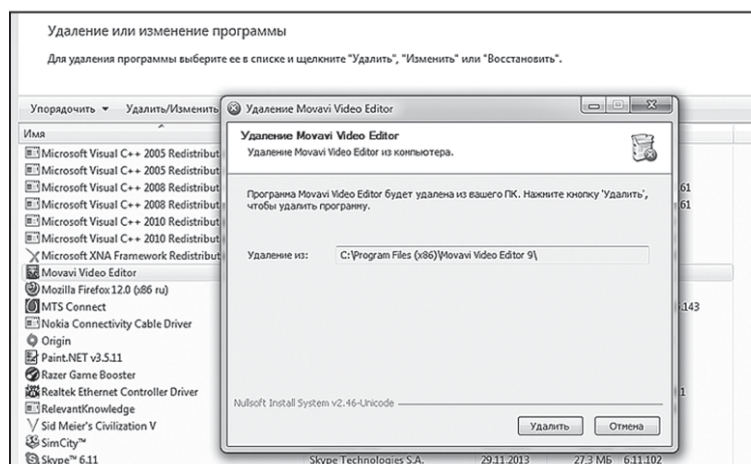 Удаление или изменение программы
Для удаления программы выберите ее в списке и щелкните "Удалить", "Изменить" или "Восстановить".
Упорядочить Удалить/Изменить
Имя
Microsoft Visual C++ 2005 Redistribut
Microsoft Visual C++ 2005 Redistribut
Microsoft Visual C++ 2008 Redistribut 61
Microsoft Visual C++ 2008 Redistribut 61
Microsoft Visual C++ 2010 Redistribut
Microsoft Visual C++ 2010 Redistribut
Microsoft XNA Framework Redistribut
Movavi Video Editor
Mozilla Firefox 12.0 (x86 ru)
MTS Connect .143
Nokia Connectivity Cable Driver
Origin
Paint.NET v3.5.11
Razer Game Booster
Realtek Ethernet Controller Driver 1
RelevantKnowledge
Sid Meier's Civilization V
SimCity™
Skype™ 6.11 Skype Technologies S.A. 29.11.2013 27,3 МБ 6.11.102
Удаление Movavi Video Editor
Удаление Movavi Video Editor
Удаление Movavi Video Editor из компьютера.
Программа Movavi Video Editor будет удалена из вашего ПК. Нажмите кнопку 'Удалить',
чтобы удалить программу.
Удаление из: C:\Program Files (x86)\Movavi Video Editor 9\
Nullsoft Install System v2.46-Unicode
Удалить Отмена